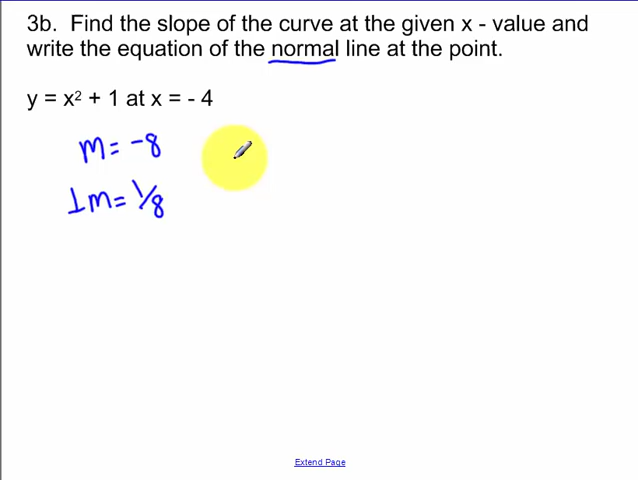 3b.  Find the slope of the curve at the given x - value and
write the equation of the normal line at the point.
y = x² + 1 at x = - 4
m = -8
⊥m = 1/8
Extend Page